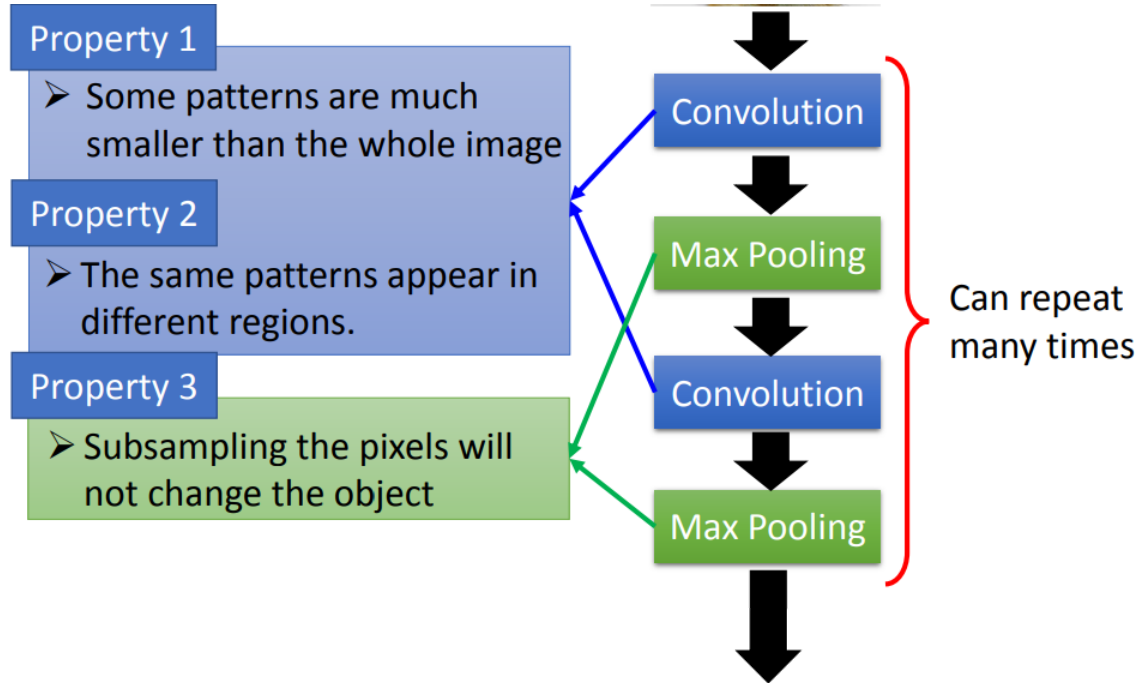 Property 1
➢ Some patterns are much
smaller than the whole image
Property 2
➢ The same patterns appear in
different regions.
Property 3
➢ Subsampling the pixels will
not change the object
Convolution
Max Pooling
Convolution
Max Pooling
Can repeat
many times